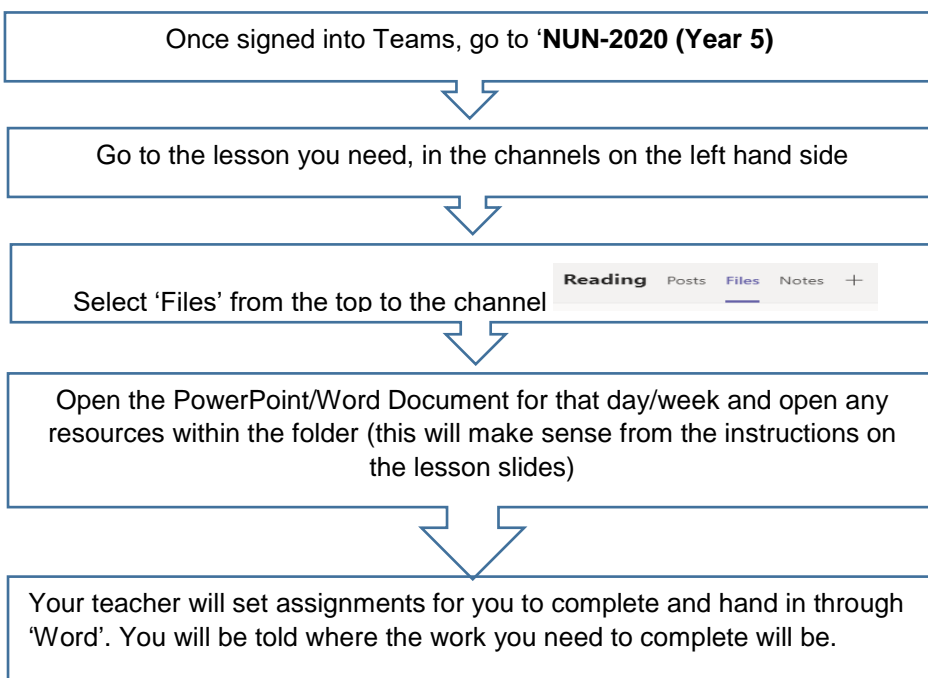 Once signed into Teams, go to ‘NUN-2020 (Year 5)
Go to the lesson you need, in the channels on the left hand side
Select ‘Files’ from the top to the channel Reading Posts Files Notes +
Open the PowerPoint/Word Document for that day/week and open any
resources within the folder (this will make sense from the instructions on
the lesson slides)
Your teacher will set assignments for you to complete and hand in through
‘Word’. You will be told where the work you need to complete will be.